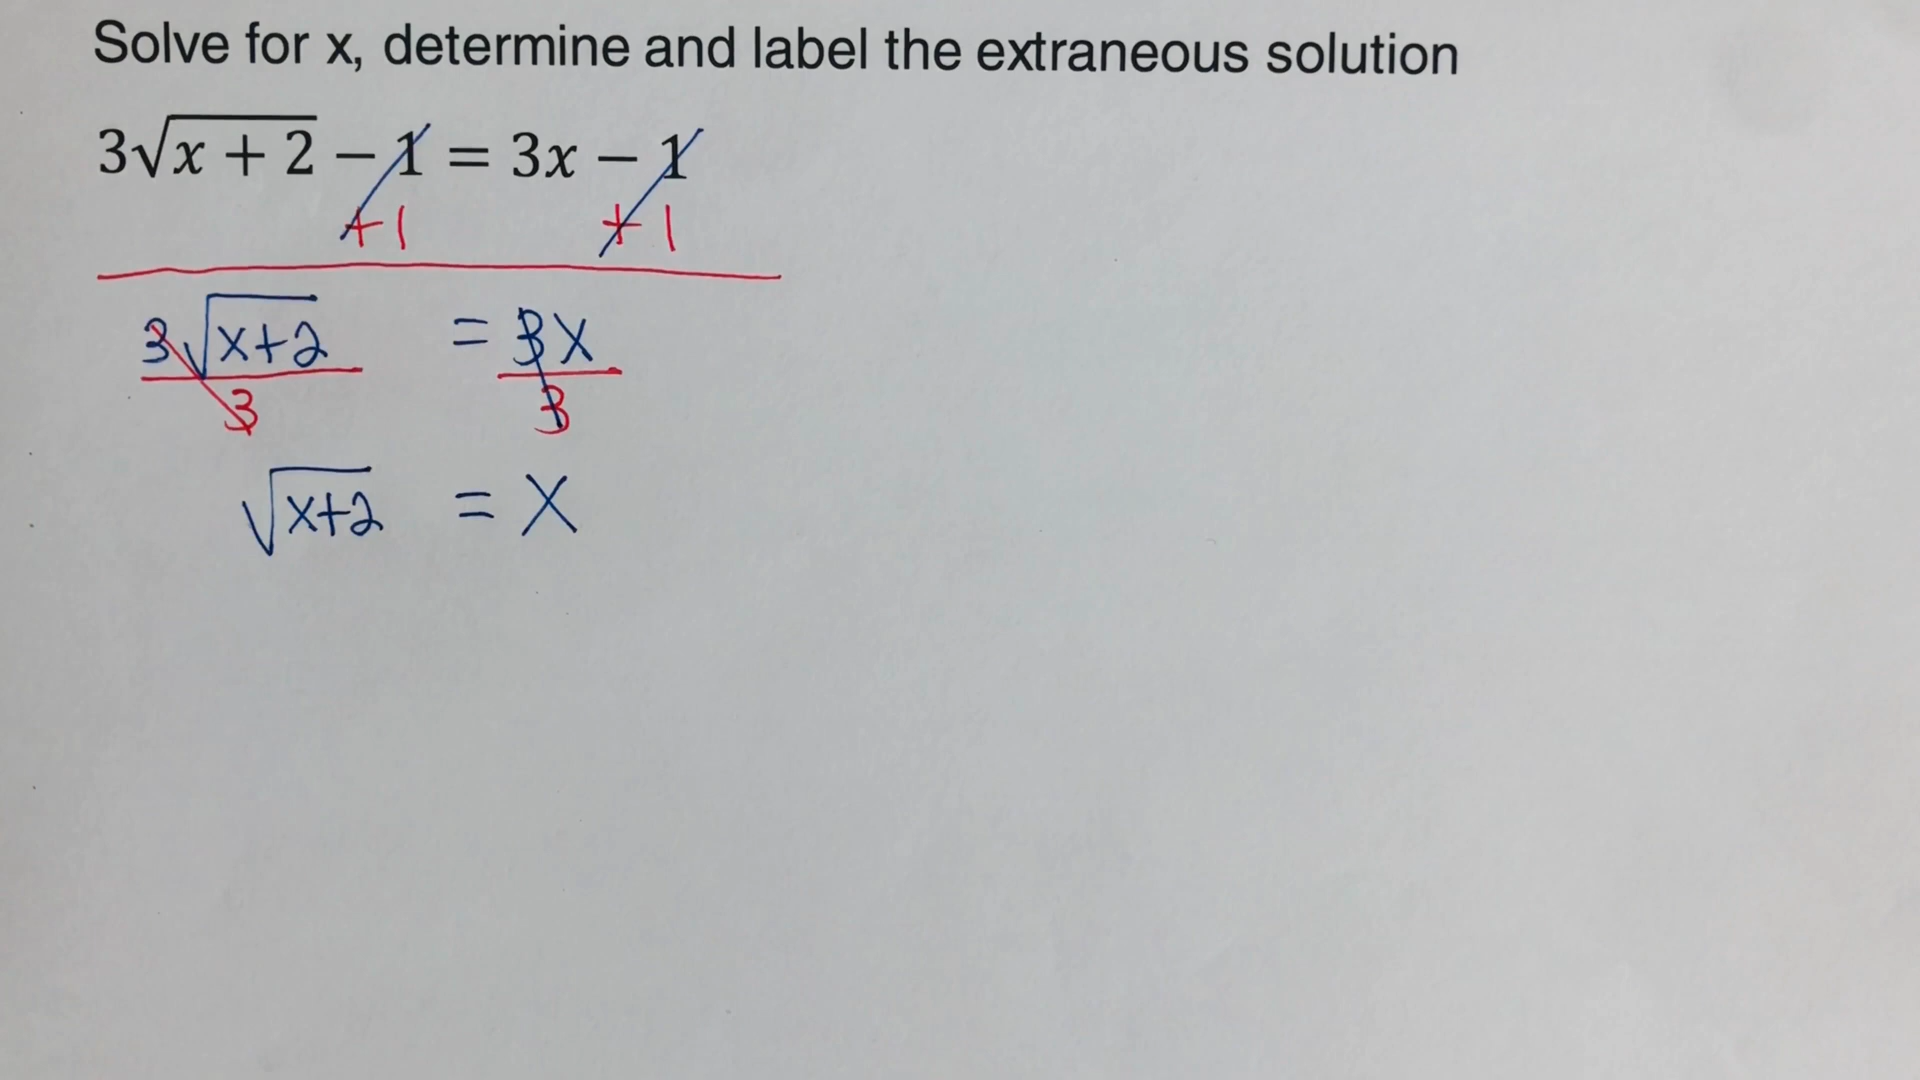 Solve for x, determine and label the extraneous solution
3√x + 2 − 1 = 3x − 1
+1 +1
3√x+2 = 3x
3 3
√x+2 = x